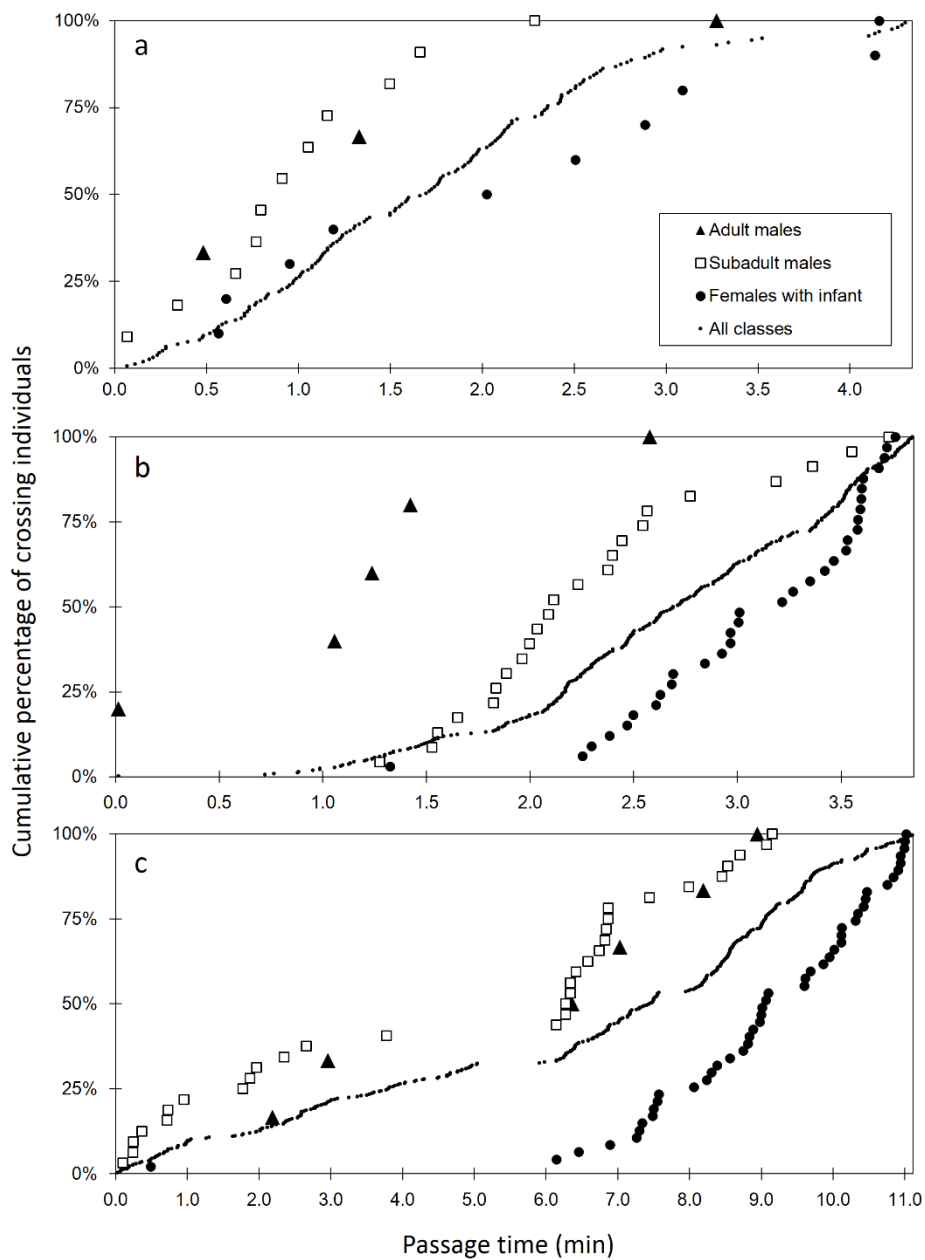 Cumulative percentage of crossing individuals
a
100%
75%
50%
25%
0%
0.0 0.5 1.0 1.5 2.0 2.5 3.0 3.5 4.0
Adult males
Subadult males
Females with infant
All classes
b
100%
75%
50%
25%
0%
0.0 0.5 1.0 1.5 2.0 2.5 3.0 3.5
c
100%
75%
50%
25%
0%
0.0 1.0 2.0 3.0 4.0 5.0 6.0 7.0 8.0 9.0 10.0 11.0
Passage time (min)